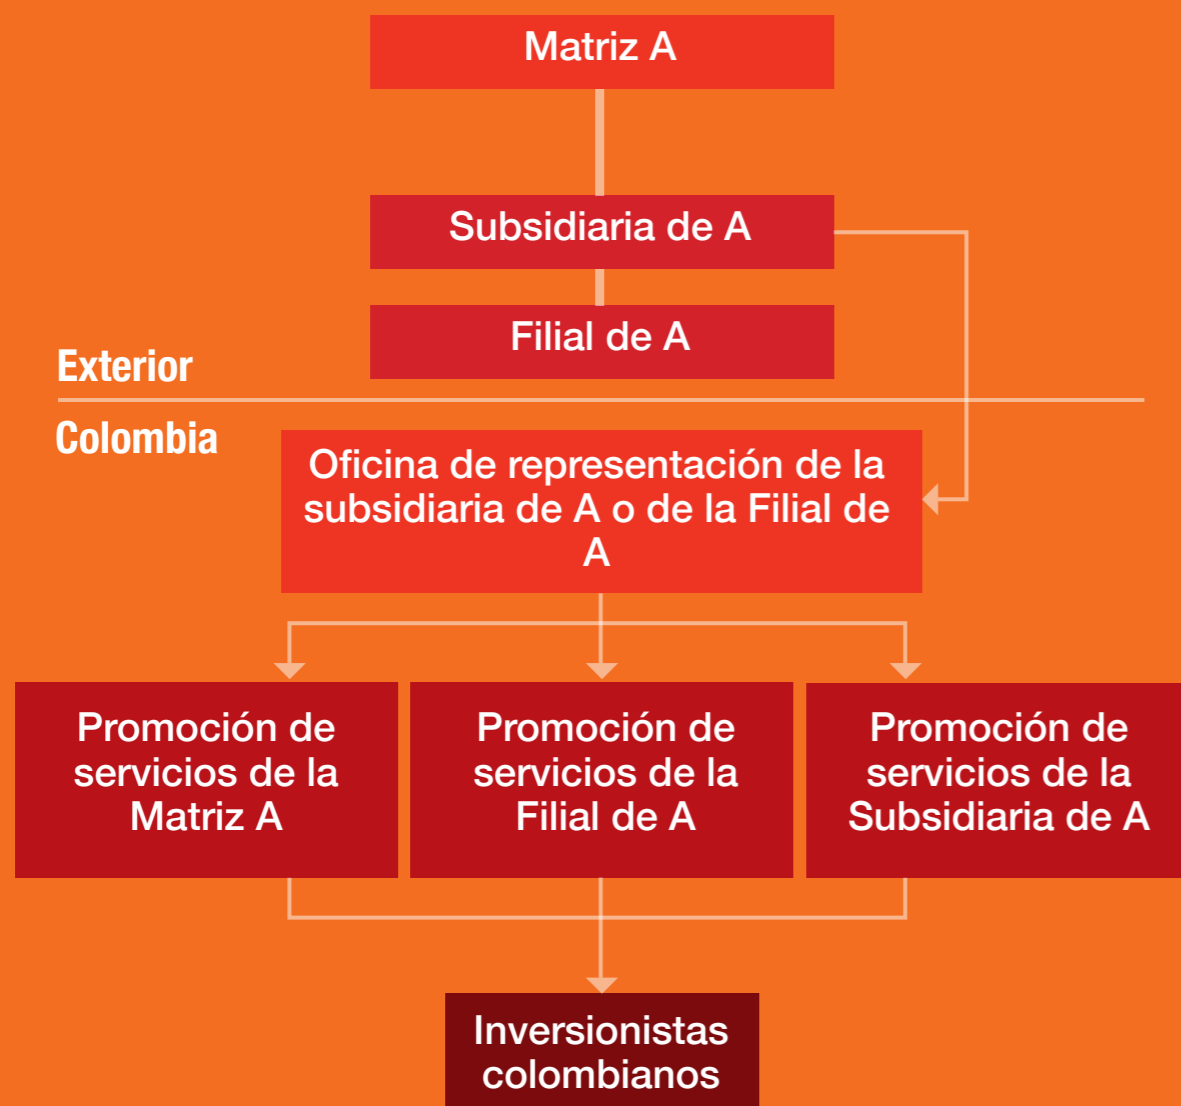 Matriz A
Subsidiaria de A
Filial de A
Exterior
Colombia
Oficina de representación de la
subsidiaria de A o de la Filial de
A
Promoción de
servicios de la
Matriz A
Promoción de
servicios de la
Filial de A
Promoción de
servicios de la
Subsidiaria de A
Inversionistas
colombianos